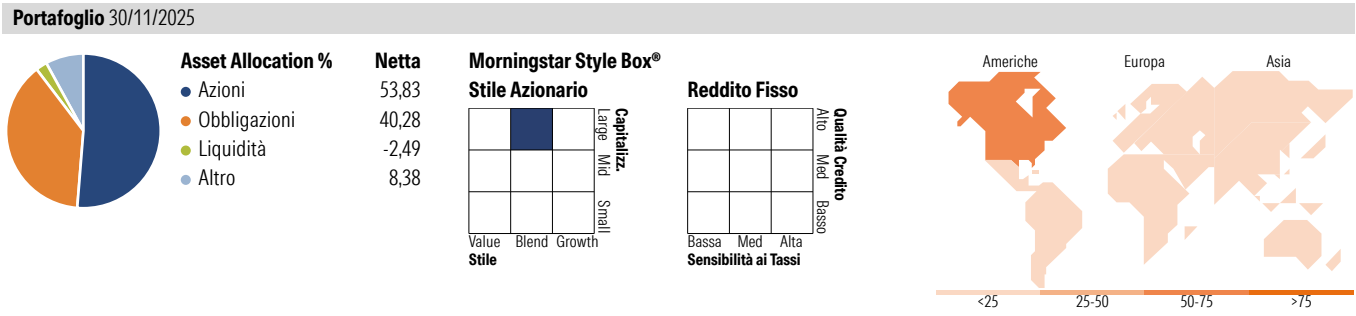 Portafoglio 30/11/2025
Asset Allocation % Netta
Azioni 53,83
Obbligazioni 40,28
Liquidità -2,49
Altro 8,38
Morningstar Style Box®
Stile Azionario
Large Mid Small
Capitalizz.
Value Blend Growth
Stile
Reddito Fisso
Alto Med Basso
Qualità Credito
Bassa Med Alta
Sensibilità ai Tassi
Americhe Europa Asia
<25 25-50 50-75 >75